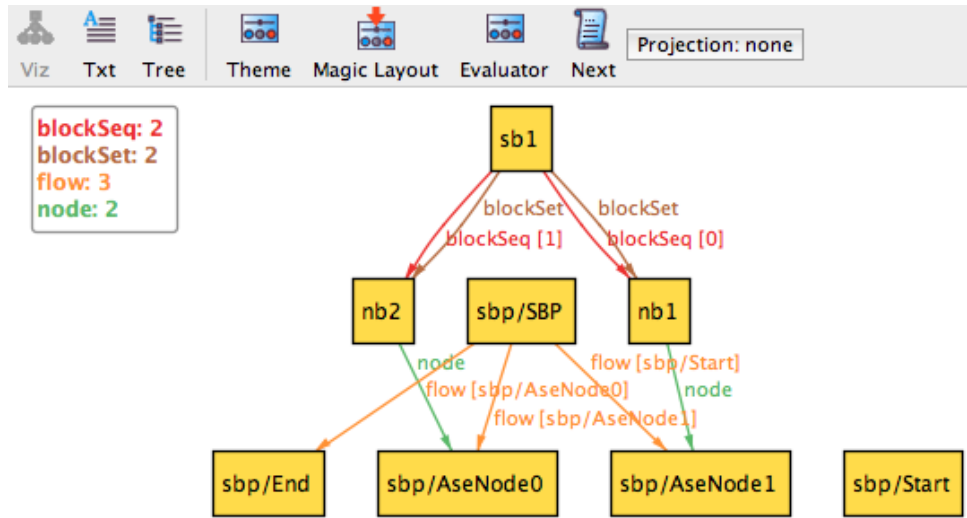 Viz Txt Tree Theme Magic Layout Evaluator Next Projection: none
blockSeq: 2
blockSet: 2
flow: 3
node: 2
sb1
blockSet blockSet
blockSeq [1] blockSeq [0]
nb2 sbp/SBP nb1
node flow [sbp/Start]
flow [sbp/AseNode0] node
flow [sbp/AseNode1]
sbp/End sbp/AseNode0 sbp/AseNode1 sbp/Start